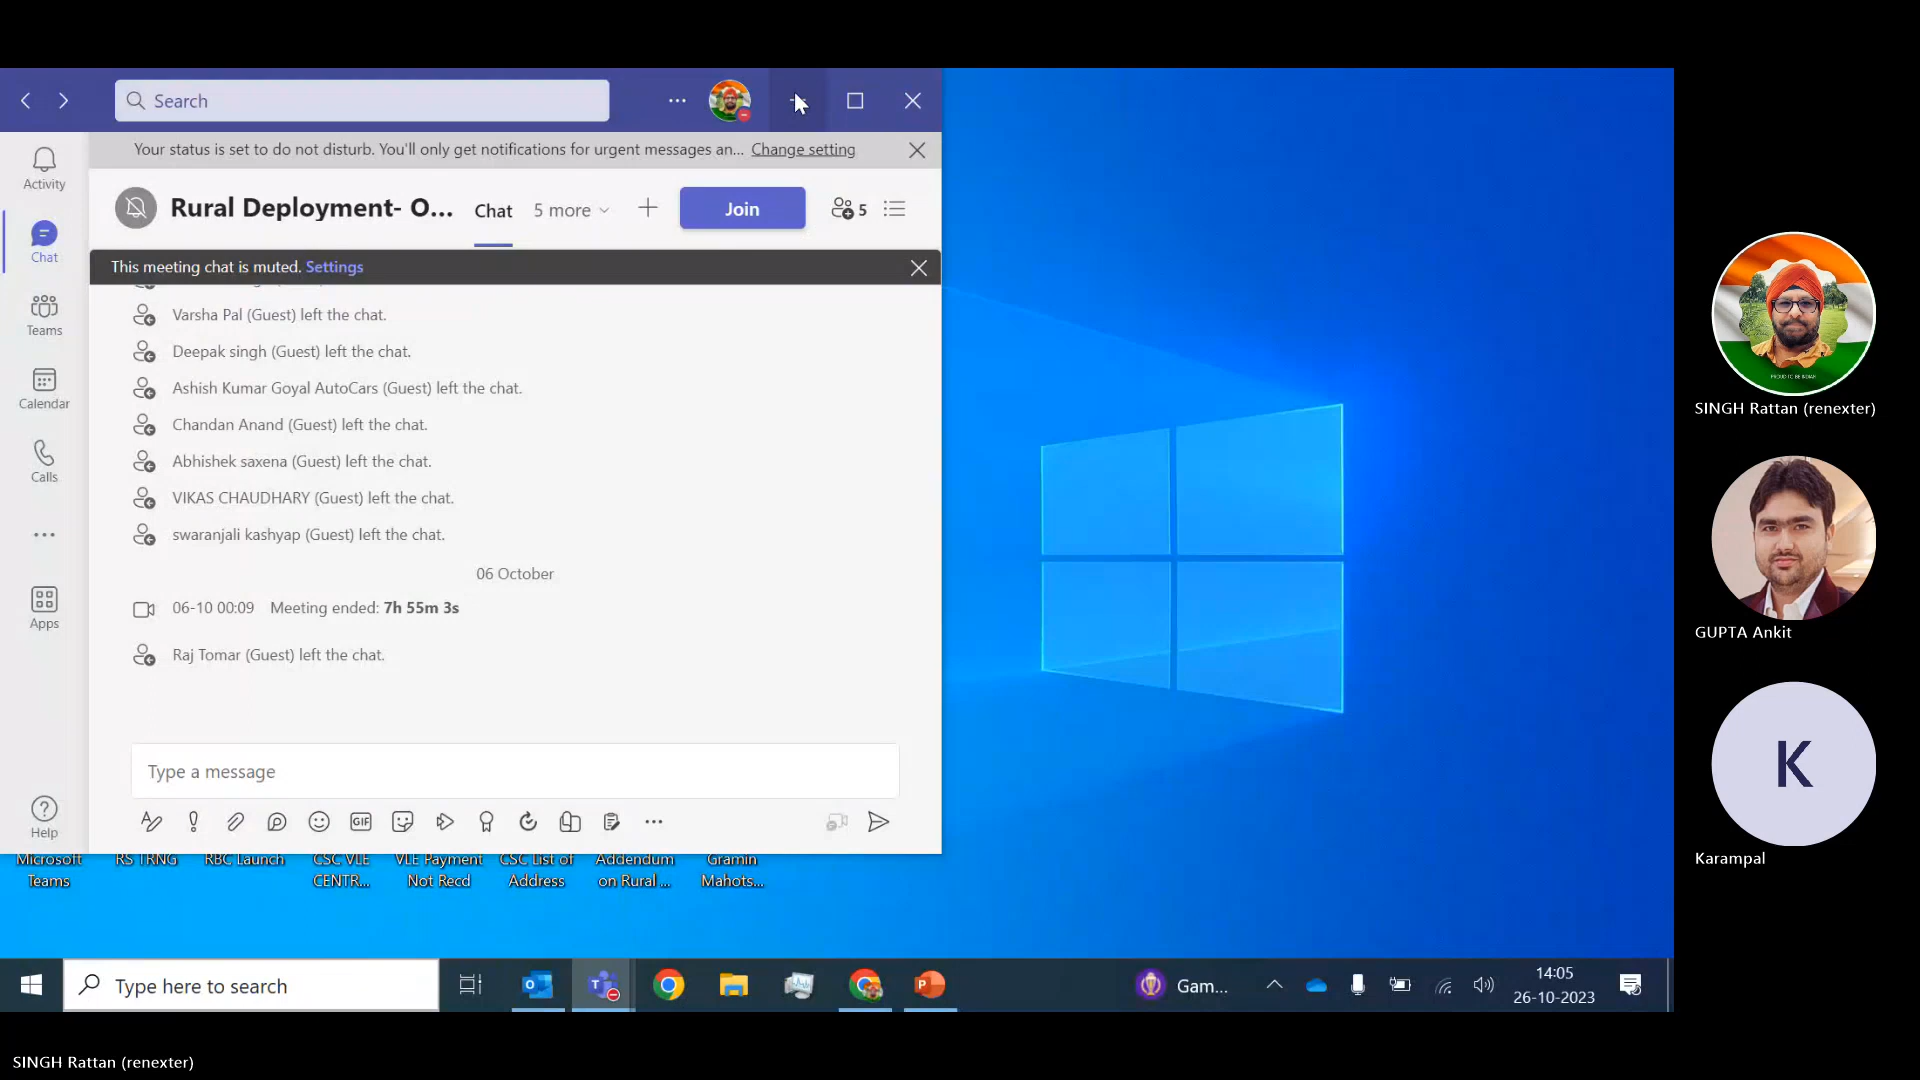 Search
Your status is set to do not disturb. You'll only get notifications for urgent messages an... Change setting
Activity
Chat
Teams
Calendar
Calls
Apps
Help
Rural Deployment- O...
Chat
5 more
Join
5
This meeting chat is muted. Settings
Varsha Pal (Guest) left the chat.
Deepak singh (Guest) left the chat.
Ashish Kumar Goyal AutoCars (Guest) left the chat.
Chandan Anand (Guest) left the chat.
Abhishek saxena (Guest) left the chat.
VIKAS CHAUDHARY (Guest) left the chat.
swaranjali kashyap (Guest) left the chat.
06 October
06-10 00:09 Meeting ended: 7h 55m 3s
Raj Tomar (Guest) left the chat.
Type a message
GIF
Microsoft
Teams
RS TRNG
RBC Launch
CSC VLE
CENTR...
VLE Payment
Not Recd
CSC List of
Address
Addendum
on Rural ...
Gramin
Mahots...
Type here to search
Gam...
14:05
26-10-2023
PROUD TO BE INDIAN
SINGH Rattan (renexter)
GUPTA Ankit
K
Karampal
SINGH Rattan (renexter)